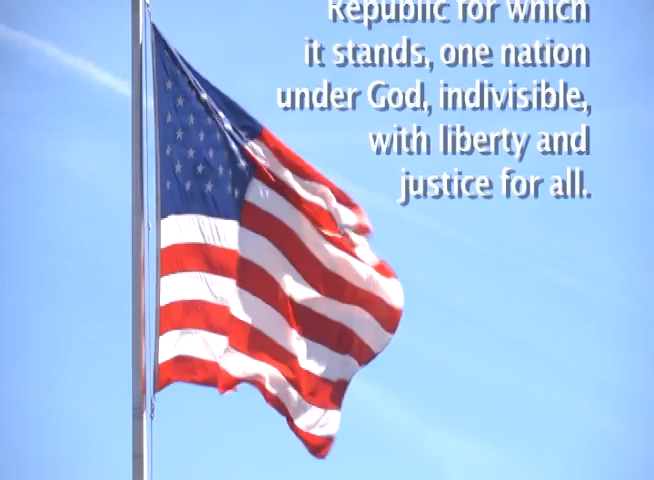 Republic for which
it stands, one nation
under God, indivisible,
with liberty and
justice for all.